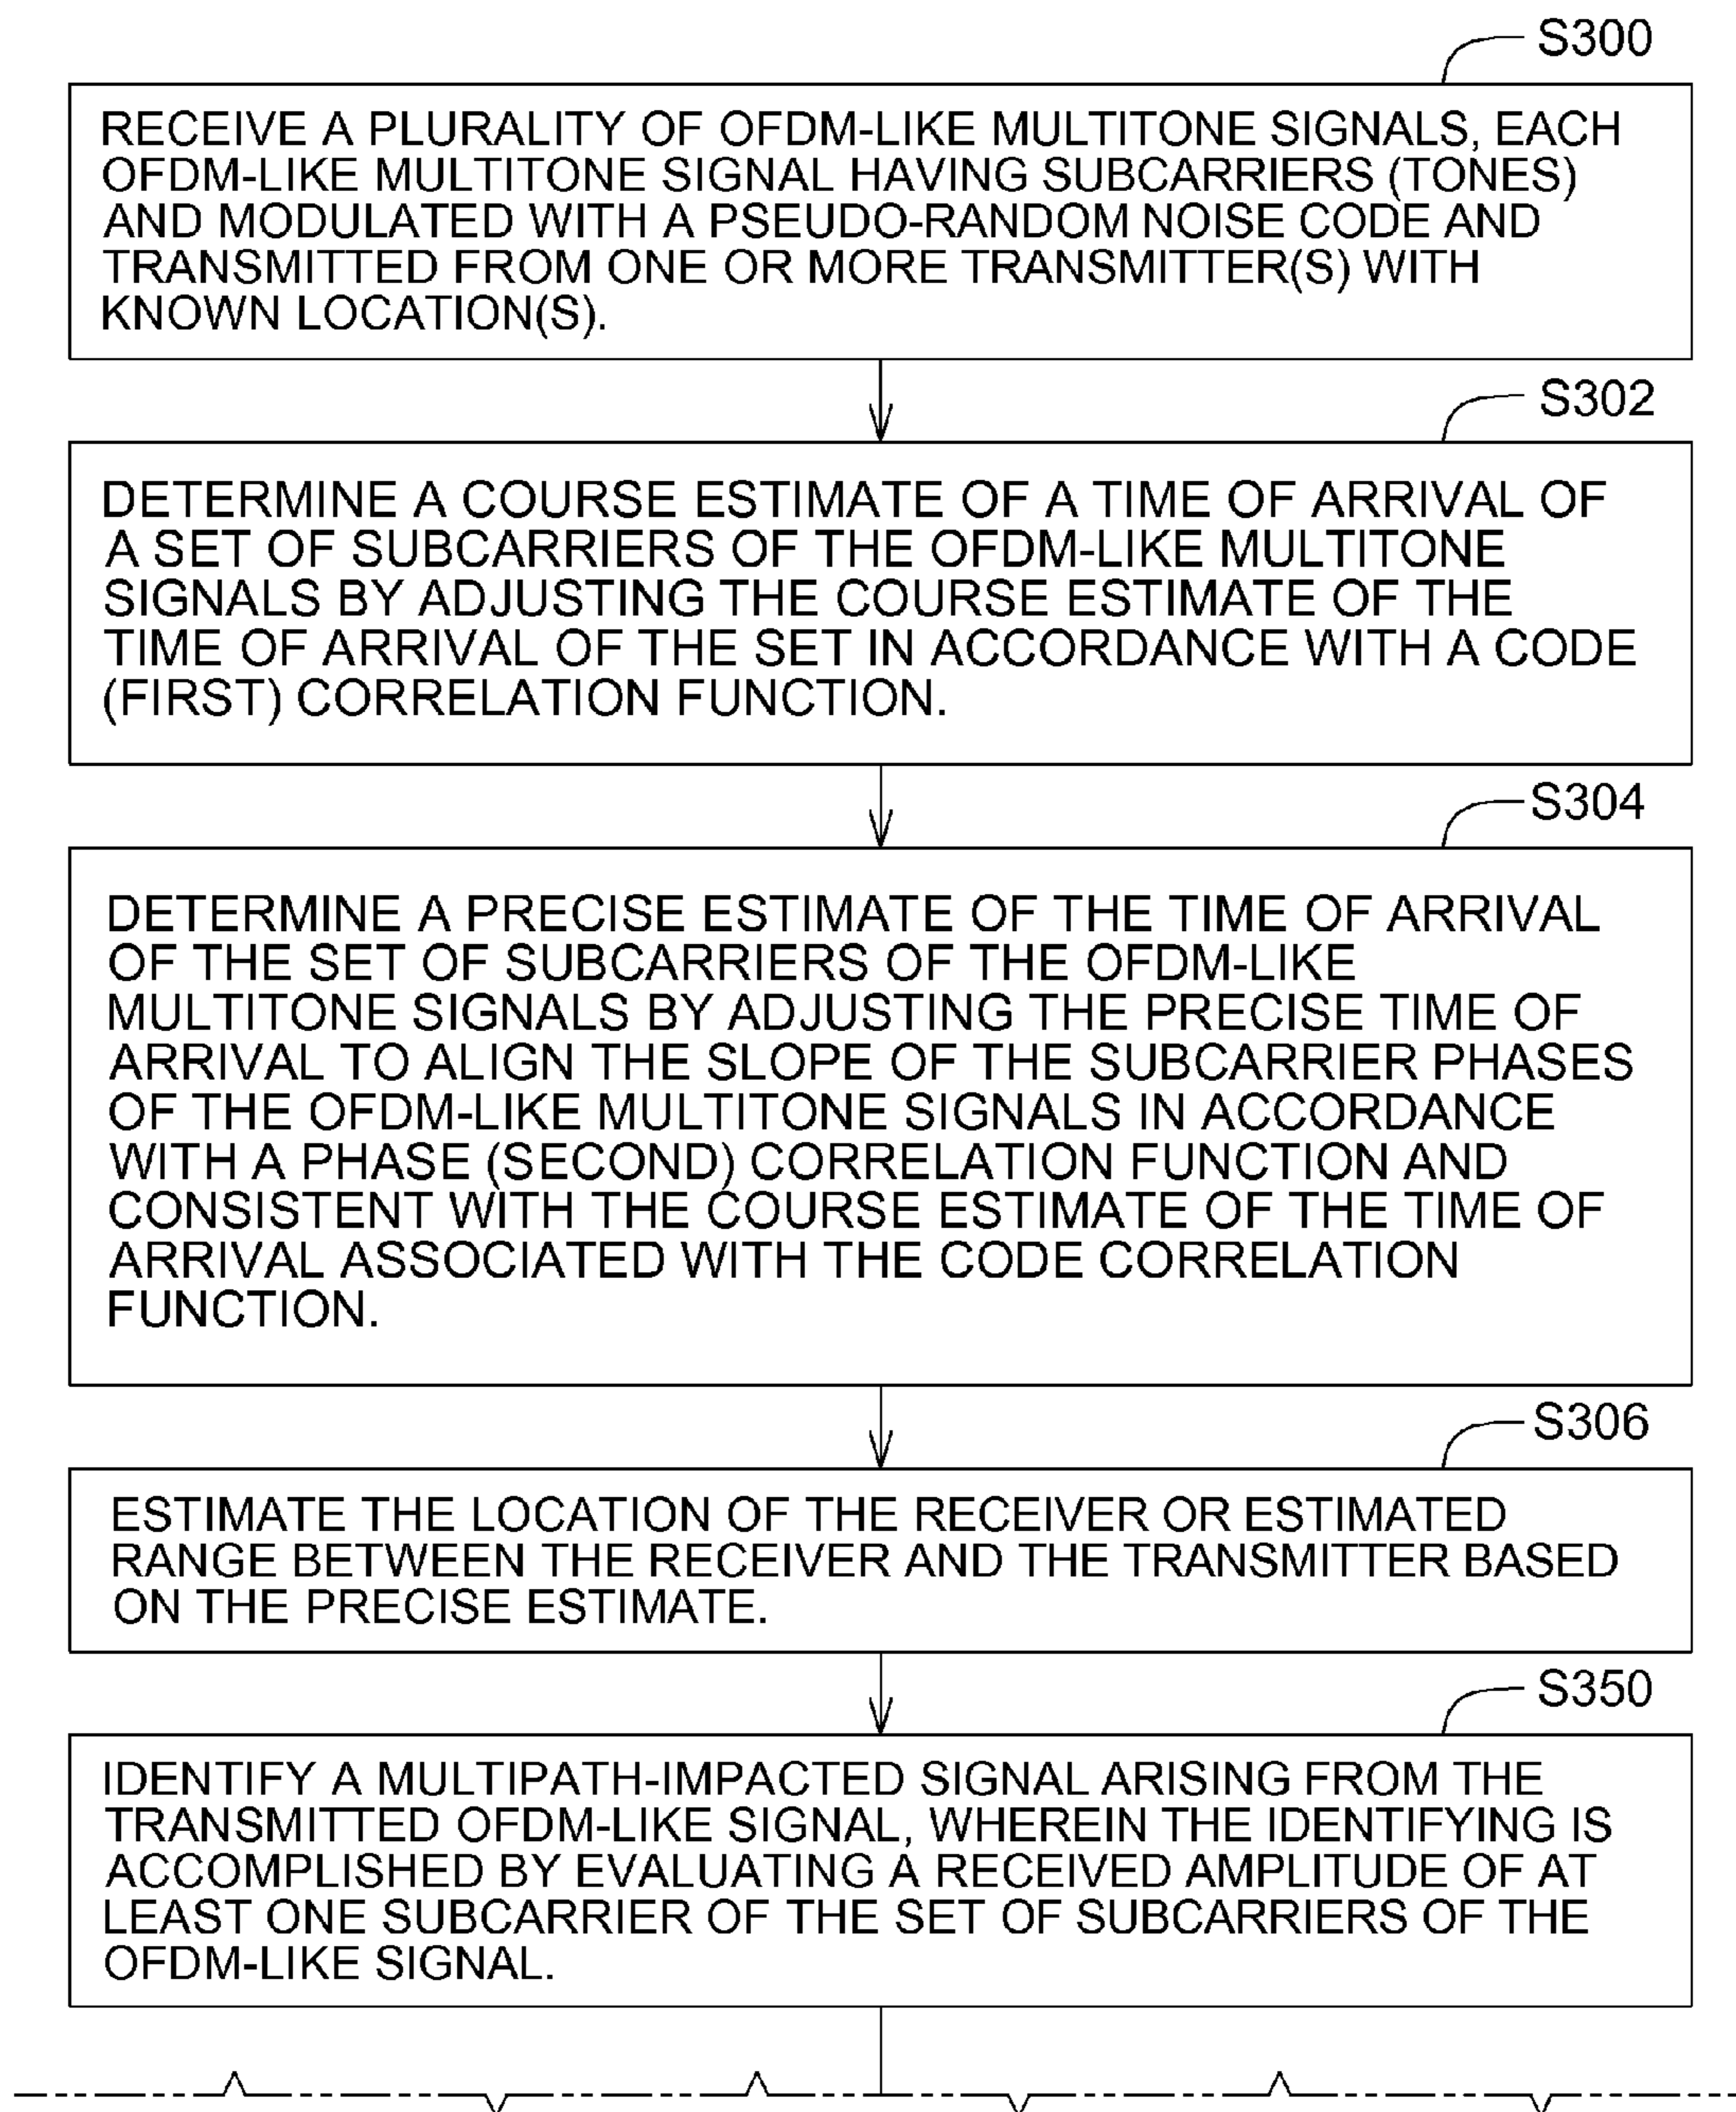 S300
RECEIVE A PLURALITY OF OFDM-LIKE MULTITONE SIGNALS, EACH
OFDM-LIKE MULTITONE SIGNAL HAVING SUBCARRIERS (TONES)
AND MODULATED WITH A PSEUDO-RANDOM NOISE CODE AND
TRANSMITTED FROM ONE OR MORE TRANSMITTER(S) WITH
KNOWN LOCATION(S).
S302
DETERMINE A COURSE ESTIMATE OF A TIME OF ARRIVAL OF
A SET OF SUBCARRIERS OF THE OFDM-LIKE MULTITONE
SIGNALS BY ADJUSTING THE COURSE ESTIMATE OF THE
TIME OF ARRIVAL OF THE SET IN ACCORDANCE WITH A CODE
(FIRST) CORRELATION FUNCTION.
S304
DETERMINE A PRECISE ESTIMATE OF THE TIME OF ARRIVAL
OF THE SET OF SUBCARRIERS OF THE OFDM-LIKE
MULTITONE SIGNALS BY ADJUSTING THE PRECISE TIME OF
ARRIVAL TO ALIGN THE SLOPE OF THE SUBCARRIER PHASES
OF THE OFDM-LIKE MULTITONE SIGNALS IN ACCORDANCE
WITH A PHASE (SECOND) CORRELATION FUNCTION AND
CONSISTENT WITH THE COURSE ESTIMATE OF THE TIME OF
ARRIVAL ASSOCIATED WITH THE CODE CORRELATION
FUNCTION.
S306
ESTIMATE THE LOCATION OF THE RECEIVER OR ESTIMATED
RANGE BETWEEN THE RECEIVER AND THE TRANSMITTER BASED
ON THE PRECISE ESTIMATE.
S350
IDENTIFY A MULTIPATH-IMPACTED SIGNAL ARISING FROM THE
TRANSMITTED OFDM-LIKE SIGNAL, WHEREIN THE IDENTIFYING IS
ACCOMPLISHED BY EVALUATING A RECEIVED AMPLITUDE OF AT
LEAST ONE SUBCARRIER OF THE SET OF SUBCARRIERS OF THE
OFDM-LIKE SIGNAL.